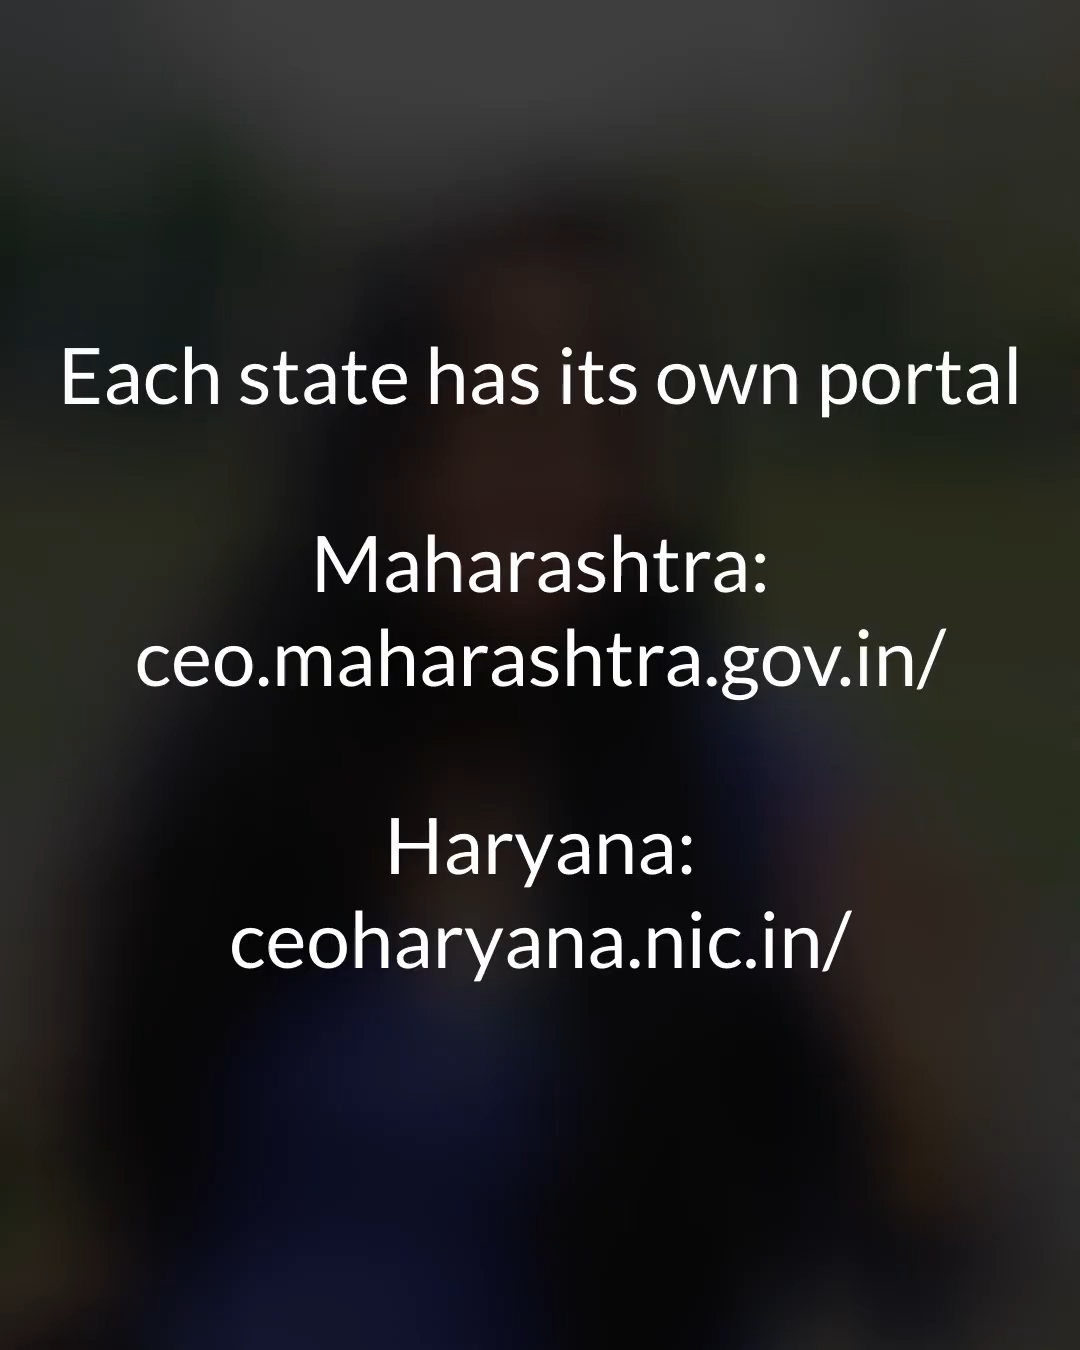 Each state has its own portal
Maharashtra:
ceo.maharashtra.gov.in/
Haryana:
ceoharyana.nic.in/